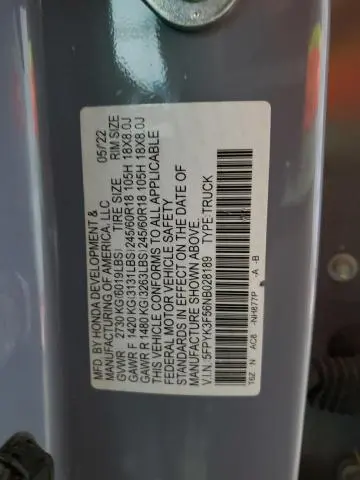 MFD. BY HONDA DEVELOPMENT & 05/22
MANUFACTURING OF AMERICA, LLC
TIRE SIZE RIM SIZE
GVWR 2730 KG(6019LBS)
GAWR F 1420 KG(3131LBS)245/60R18 105H 18X8.0J
GAWR R 1480 KG(3263LBS)245/60R18 105H 18X8.0J
THIS VEHICLE CONFORMS TO ALL APPLICABLE
FEDERAL MOTOR VEHICLE SAFETY
STANDARDS IN EFFECT ON THE DATE OF
MANUFACTURE SHOWN ABOVE.
V.I.N. 5FPYK3F56NB028189 TYPE:TRUCK
T6Z N AC6 -NH877P -A -B